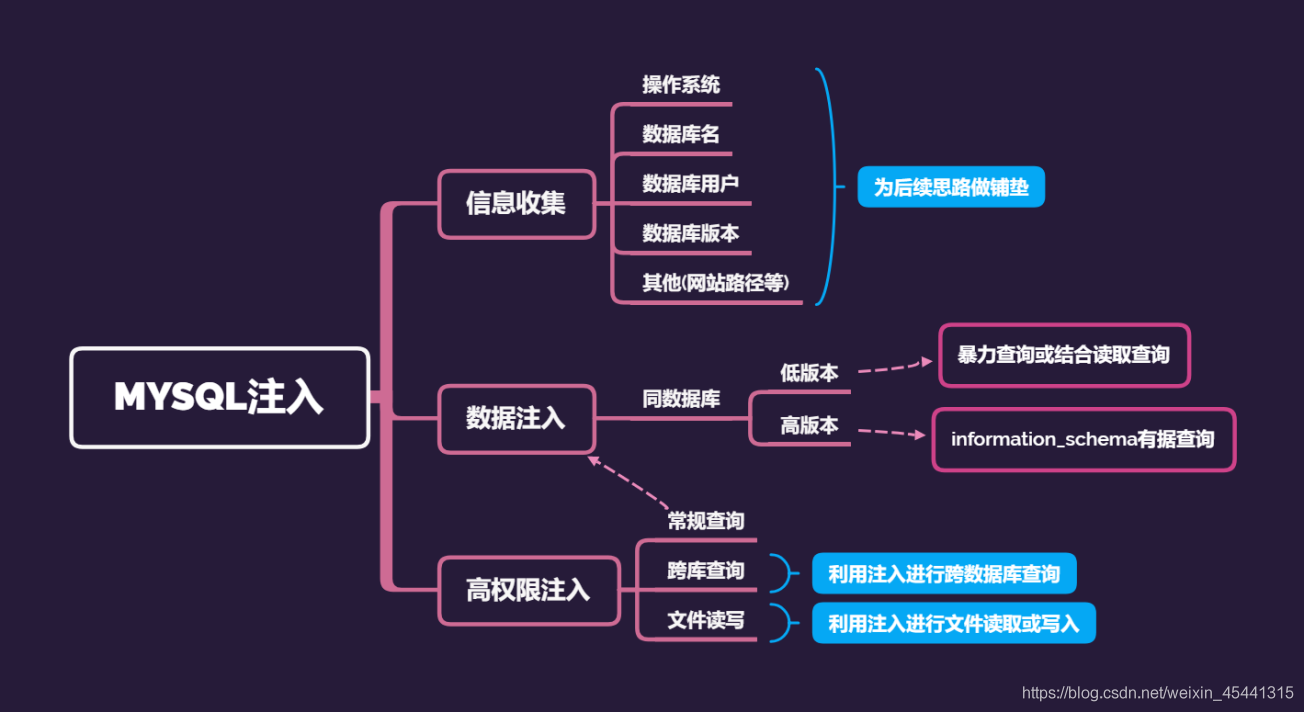 MYSQL注入
信息收集
操作系统
数据库名
数据库用户
数据库版本
其他(网站路径等)
为后续思路做铺垫
数据注入
同数据库
低版本
暴力查询或结合读取查询
高版本
information_schema有据查询
高权限注入
常规查询
跨库查询
利用注入进行跨数据库查询
文件读写
利用注入进行文件读取或写入
https://blog.csdn.net/weixin_45441315